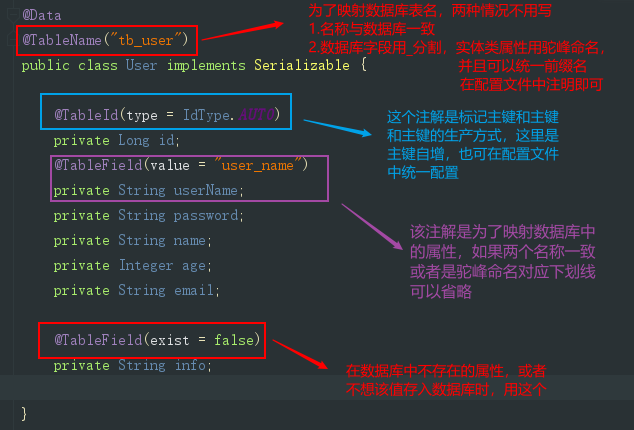 @Data
@TableName("tb_user")
public class User implements Serializable {
为了映射数据库表名，两种情况不用写
1.名称与数据库一致
2.数据库字段用_分割，实体类属性用驼峰命名，
并且可以统一前缀名
在配置文件中注明即可
@TableId(type = IdType.AUTO)
private Long id;
这个注解是标记主键和主键
和主键的生产方式，这里是
主键自增，也可在配置文件
中统一配置
@TableField(value = "user_name")
private String userName;
private String password;
private String name;
private Integer age;
private String email;
该注解是为了映射数据库中
的属性，如果两个名称一致
或者是驼峰命名对应下划线
可以省略
@TableField(exist = false)
private String info;
在数据库中不存在的属性，或者
不想该值存入数据库时，用这个
}